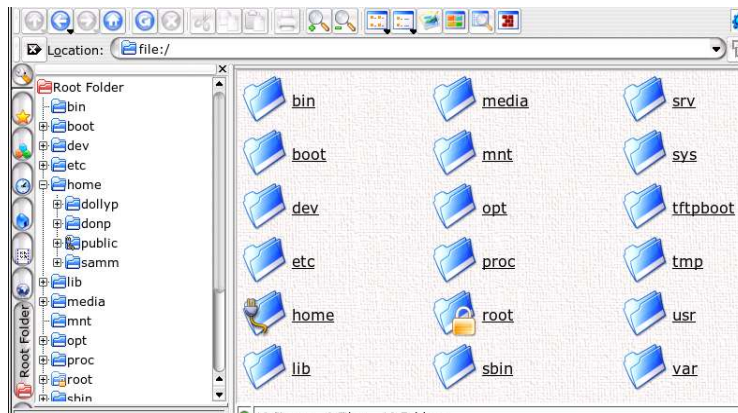 Location: file:/
Root Folder
bin
boot
dev
etc
home
dollyp
donp
public
samm
lib
media
mnt
opt
proc
root
sbin
Root Folder
bin media srv
boot mnt sys
dev opt tftpboot
etc proc tmp
home root usr
lib sbin var